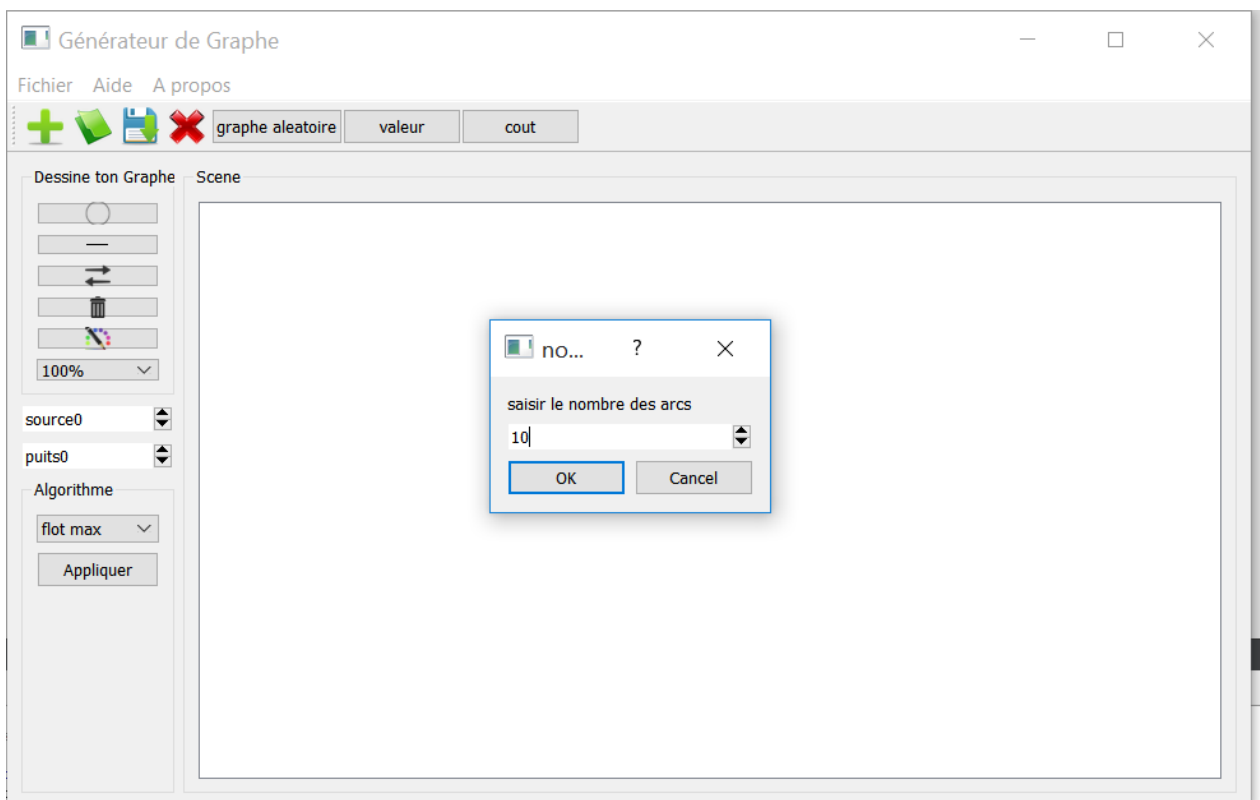 Générateur de Graphe
Fichier Aide A propos
graphe aleatoire valeur cout
Dessine ton Graphe Scene
100%
source0
puits0
Algorithme
flot max
Appliquer
no... ?
saisir le nombre des arcs
10
OK Cancel